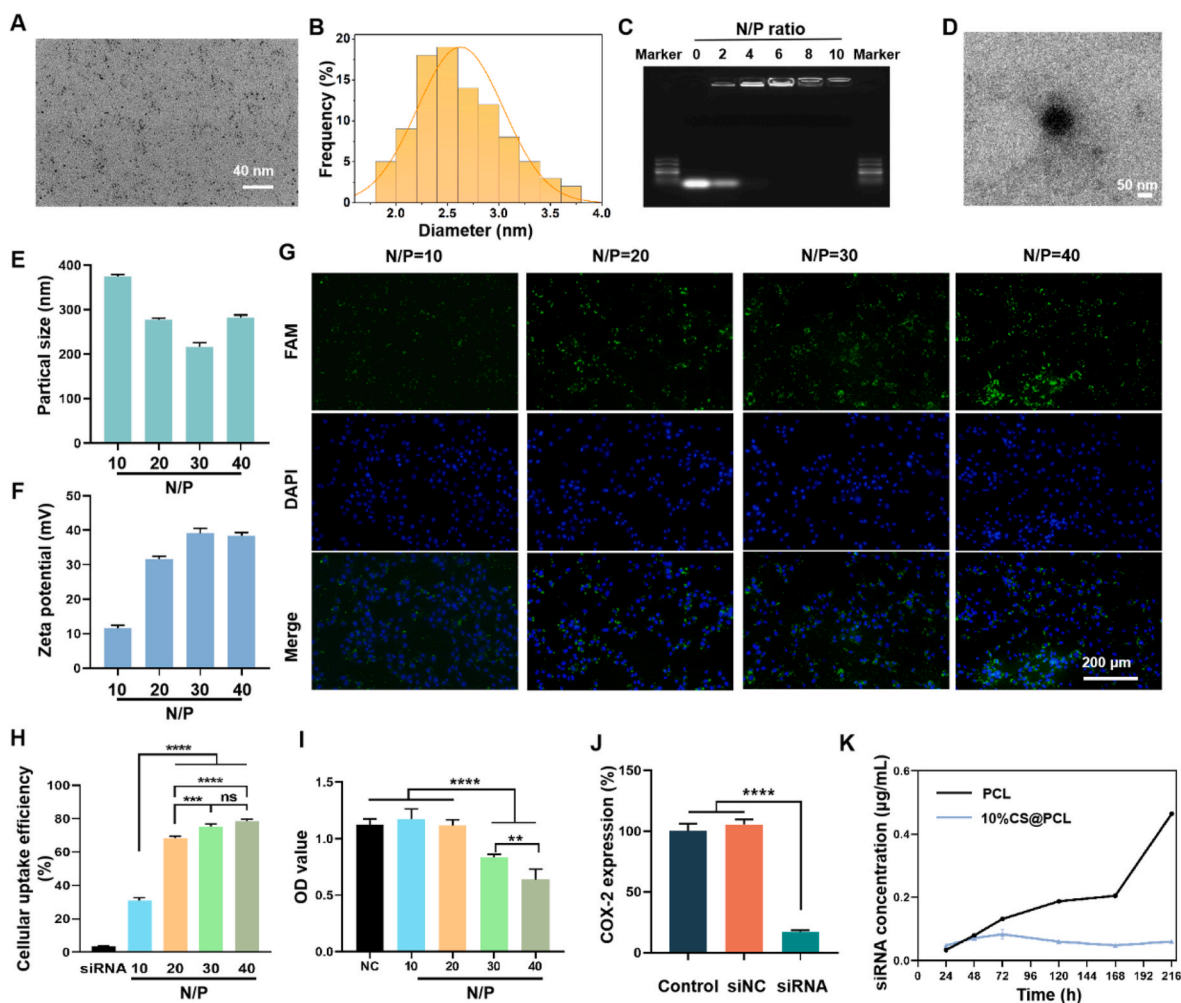 A
40 nm
B
Frequency (%)
20
15
10
5
0
2.0 2.5 3.0 3.5 4.0
Diameter (nm)
C
N/P ratio
Marker 0 2 4 6 8 10 Marker
D
50 nm
E
Partical size (nm)
400
300
200
100
0
10 20 30 40
N/P
F
Zeta potential (mV)
50
40
30
20
10
0
10 20 30 40
N/P
G
N/P=10 N/P=20 N/P=30 N/P=40
FAM
DAPI
Merge
200 μm
H
Cellular uptake efficiency
(%)
100
80
60
40
20
0
****
****
*** ns
siRNA 10 20 30 40
N/P
I
OD value
1.5
1.0
0.5
0.0
****
**
NC 10 20 30 40
N/P
J
COX-2 expression (%)
150
100
50
0
****
Control siNC siRNA
K
siRNA concentration (μg/mL)
0.6
0.4
0.2
0.0
PCL
10%CS@PCL
0 24 48 72 96 120 144 168 192 216
Time (h)